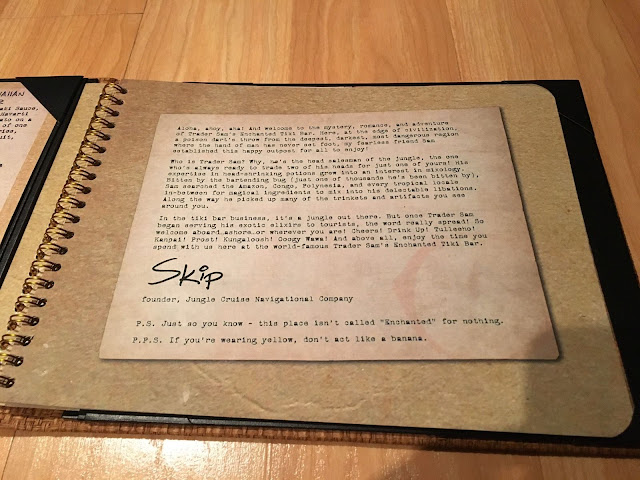 HAIIAN
aki Sauce,
Havarti
ato on a
of one
ries,
uit,
Aloha, ahoy, aha! And welcome to the mystery, romance, and adventure
of Trader Sam's Enchanted Tiki Bar. Here, at the edge of civilization,
a poison dart's throw from the deepest, darkest, most dangerous region
where the hand of man has never set foot, my fearless friend Sam
established this happy outpost for all to enjoy!
Who is Trader Sam? Why, he's the head salesman of the jungle, the one
who's always ready to trade two of his heads for just one of yours! His
expertise in head-shrinking potions grew into an interest in mixology.
Bitten by the bartending bug (just one of thousands he's been bitten by),
Sam searched the Amazon, Congo, Polynesia, and every tropical locale
in-between for magical ingredients to mix into his delectable libations.
Along the way he picked up many of the trinkets and artifacts you see
around you.
In the tiki bar business, it's a jungle out there. But once Trader Sam
began serving his exotic elixirs to tourists, the word really spread! So
welcome aboard…ashore…or wherever you are! Cheers! Drink Up! Tulleeho!
Kanpai! Prost! Kungaloosh! Googy Wawa! And above all, enjoy the time you
spend with us here at the world-famous Trader Sam's Enchanted Tiki Bar.
Skip
founder, Jungle Cruise Navigational Company
P.S. Just so you know - this place isn't called "Enchanted" for nothing.
P.P.S. If you're wearing yellow, don't act like a banana.